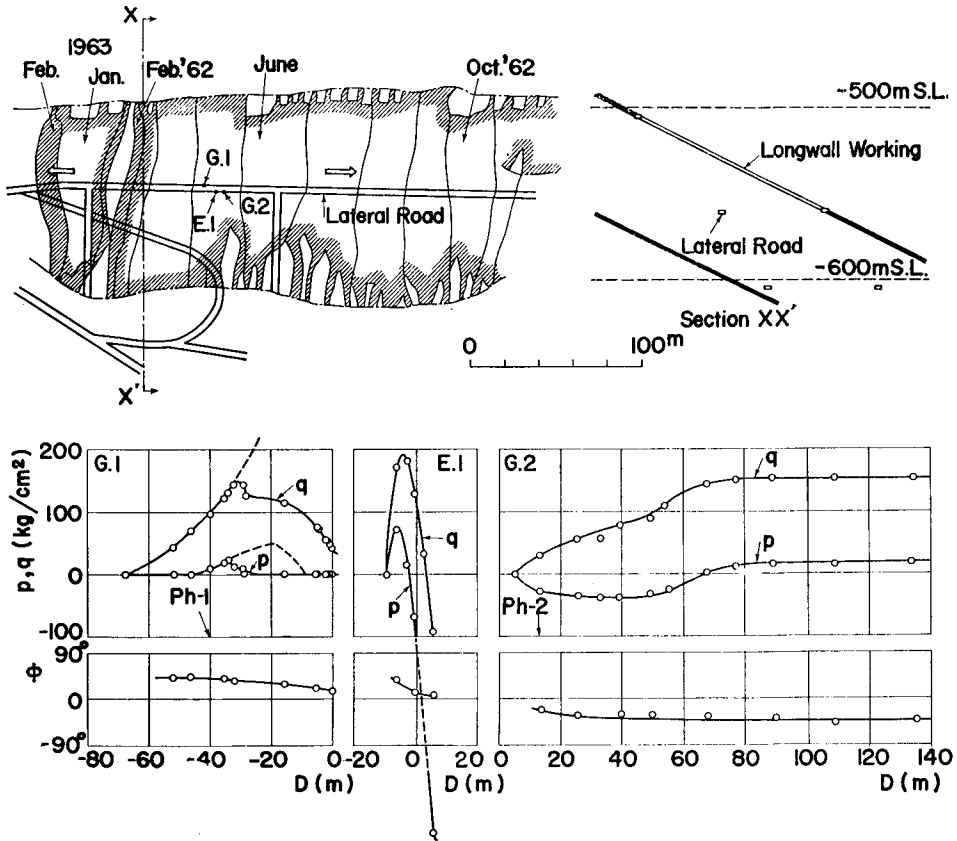 X
1963
Feb.
Jan.
Feb.'62
June
Oct.'62
G.1
E.1
G.2
Lateral Road
X'
-500m S.L.
Longwall Working
Lateral Road
-600m S.L.
Section XX'
0 100m
p, q (kg/cm²)
200
100
0
-100
G.1
q
p
Ph-1
E.1
q
p
G.2
q
p
Ph-2
Φ
90°
0
-90°
-80 -60 -40 -20 0
D (m)
-20 0 20
D (m)
0 20 40 60 80 100 120 140
D (m)